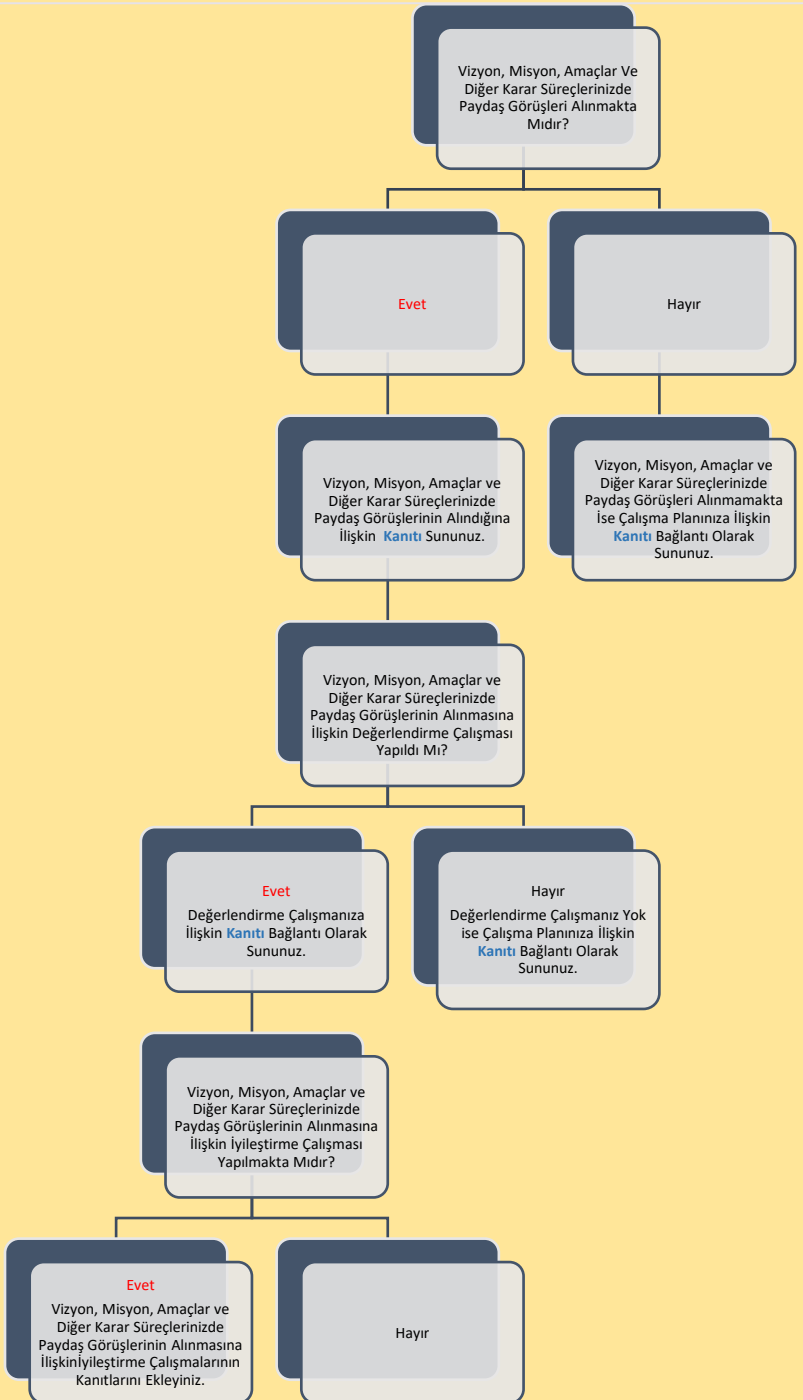 Vizyon, Misyon, Amaçlar Ve
Diğer Karar Süreçlerinizde
Paydaş Görüşleri Alınmakta
Mıdır?
Evet
Hayır
Vizyon, Misyon, Amaçlar ve
Diğer Karar Süreçlerinizde
Paydaş Görüşlerinin Alındığına
İlişkin Kanıtı Sununuz.
Vizyon, Misyon, Amaçlar ve
Diğer Karar Süreçlerinizde
Paydaş Görüşleri Alınmamakta
İse Çalışma Planınıza İlişkin
Kanıtı Bağlantı Olarak
Sununuz.
Vizyon, Misyon, Amaçlar ve
Diğer Karar Süreçlerinizde
Paydaş Görüşlerinin Alınmasına
İlişkin Değerlendirme Çalışması
Yapıldı Mı?
Evet
Değerlendirme Çalışmanıza
İlişkin Kanıtı Bağlantı Olarak
Sununuz.
Hayır
Değerlendirme Çalışmanız Yok
ise Çalışma Planınıza İlişkin
Kanıtı Bağlantı Olarak
Sununuz.
Vizyon, Misyon, Amaçlar ve
Diğer Karar Süreçlerinizde
Paydaş Görüşlerinin Alınmasına
İlişkin İyileştirme Çalışması
Yapılmakta Mıdır?
Evet
Vizyon, Misyon, Amaçlar ve
Diğer Karar Süreçlerinizde
Paydaş Görüşlerinin Alınmasına
İlişkinİyileştirme Çalışmalarının
Kanıtlarını Ekleyiniz.
Hayır